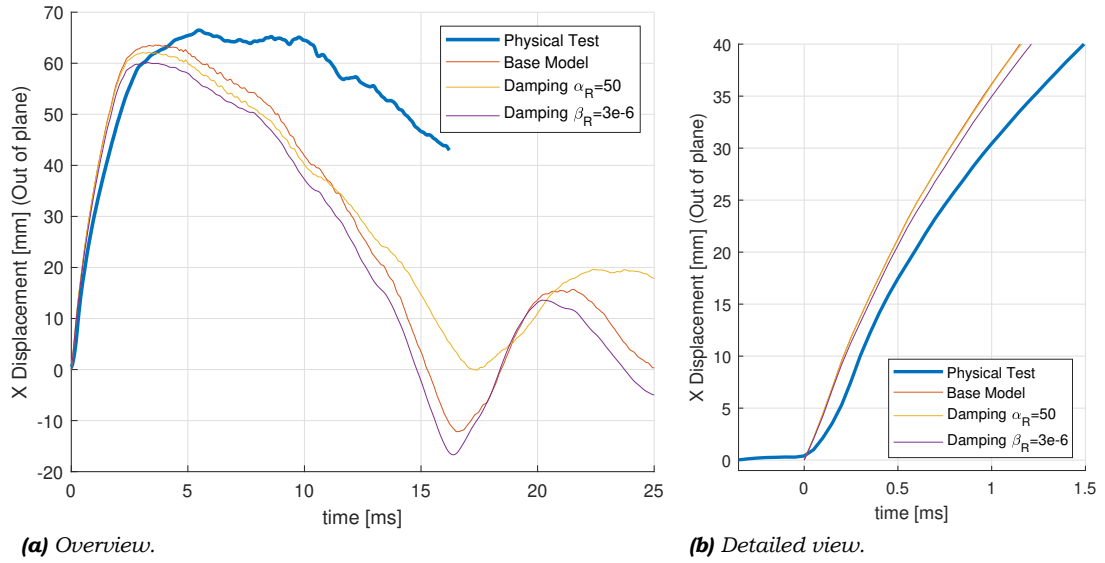 70
60
50
40
30
20
10
0
-10
-20
X Displacement [mm] (Out of plane)
0
5
10
15
20
25
time [ms]
Physical Test
Base Model
Damping α_R=50
Damping β_R=3e-6
(a) Overview.
40
35
30
25
20
15
10
5
0
X Displacement [mm] (Out of plane)
0
0.5
1
1.5
time [ms]
Physical Test
Base Model
Damping α_R=50
Damping β_R=3e-6
(b) Detailed view.